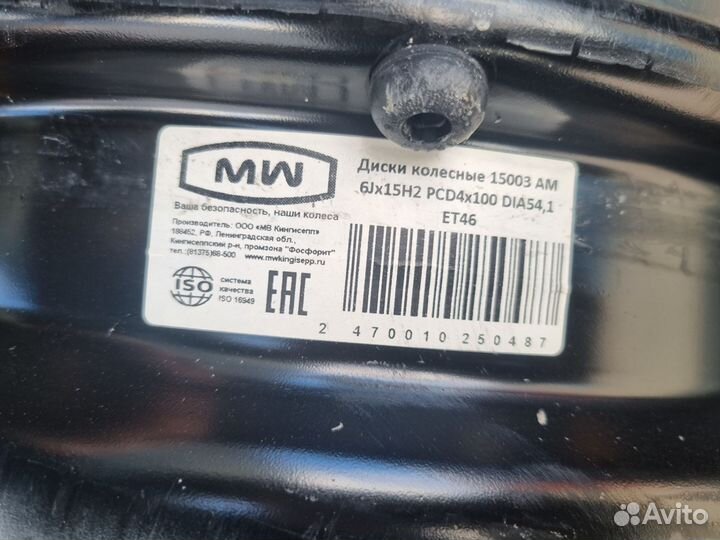 MW
Ваша безопасность, наши колеса
Производитель: ООО «МВ Кингисепп»
188452, РФ, Ленинградская обл.,
Кингисеппский р-н, промзона "Фосфорит"
тел.:(81375)68-500 www.mwkingisepp.ru
ISO
система
качества
ISO 16949
EAC
Диски колесные 15003 AM
6Jx15H2 PCD4x100 DIA54,1
ET46
2 470010 250487
Avito